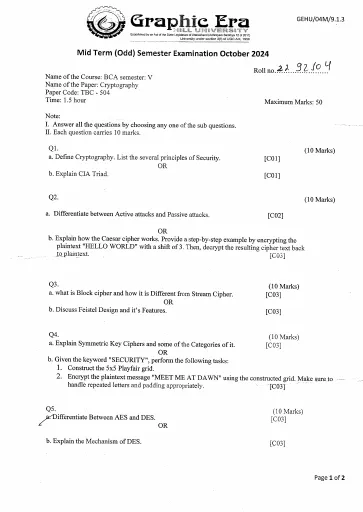 GEHU/04M/9.1.3
Graphic Era
HILL UNIVERSITY
Mid Term (Odd) Semester Examination October 2024
Roll no.
Name of the Course: BCA semester: V
Name of the Paper: Cryptography
Paper Code: TBC - 504
Time: 1.5 hour Maximum Marks: 50
Note:
I. Answer all the questions by choosing any one of the sub questions.
II. Each question carries 10 marks.
Q1. (10 Marks)
a. Define Cryptography. List the several principles of Security. [C01]
OR
b. Explain CIA Triad. [C01]
Q2. (10 Marks)
a. Differentiate between Active attacks and Passive attacks. [C02]
OR
b. Explain how the Caesar cipher works. Provide a step-by-step example by encrypting the
plaintext "HELLO WORLD" with a shift of 3. Then, decrypt the resulting cipher text back
to plaintext. [C03]
Q3. (10 Marks)
a. what is Block cipher and how it is Different from Stream Cipher. [C03]
OR
b. Discuss Feistel Design and it's Features. [C03]
Q4. (10 Marks)
a. Explain Symmetric Key Ciphers and some of the Categories of it. [C03]
OR
b. Given the keyword "SECURITY", perform the following tasks:
1. Construct the 5x5 Playfair grid.
2. Encrypt the plaintext message "MEET ME AT DAWN" using the constructed grid. Make sure to
handle repeated letters and padding appropriately. [C03]
Q5. (10 Marks)
a. Differentiate Between AES and DES. [C03]
OR
b. Explain the Mechanism of DES. [C03]
Page 1 of 2